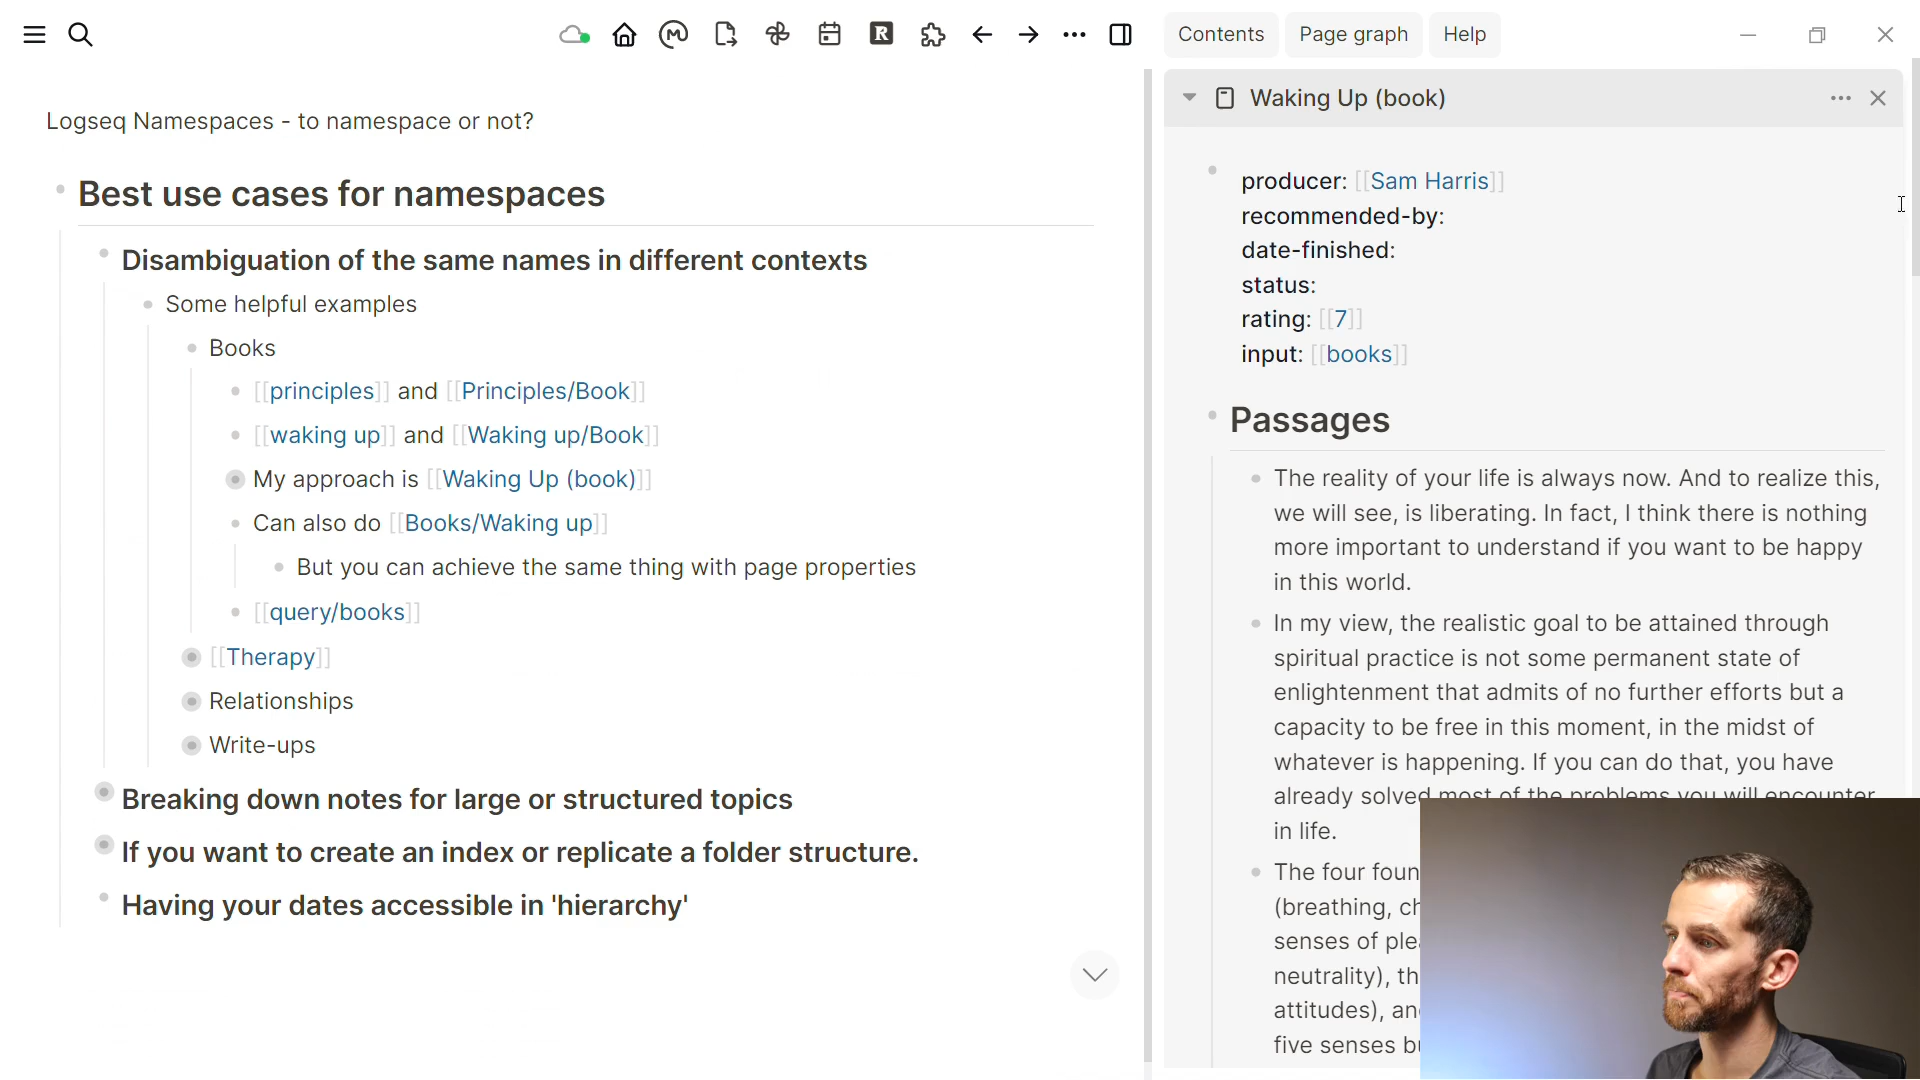 Contents Page graph Help
Logseq Namespaces - to namespace or not?
Best use cases for namespaces
Disambiguation of the same names in different contexts
Some helpful examples
Books
[[principles]] and [[Principles/Book]]
[[waking up]] and [[Waking up/Book]]
My approach is [[Waking Up (book)]]
Can also do [[Books/Waking up]]
But you can achieve the same thing with page properties
[[query/books]]
[[Therapy]]
Relationships
Write-ups
Breaking down notes for large or structured topics
If you want to create an index or replicate a folder structure.
Having your dates accessible in 'hierarchy'
Waking Up (book)
producer: [[Sam Harris]]
recommended-by:
date-finished:
status:
rating: [[7]]
input: [[books]]
Passages
The reality of your life is always now. And to realize this,
we will see, is liberating. In fact, I think there is nothing
more important to understand if you want to be happy
in this world.
In my view, the realistic goal to be attained through
spiritual practice is not some permanent state of
enlightenment that admits of no further efforts but a
capacity to be free in this moment, in the midst of
whatever is happening. If you can do that, you have
already solved most of the problems you will encounter
in life.
The four foun
(breathing, ch
senses of plea
neutrality), th
attitudes), an
five senses bu